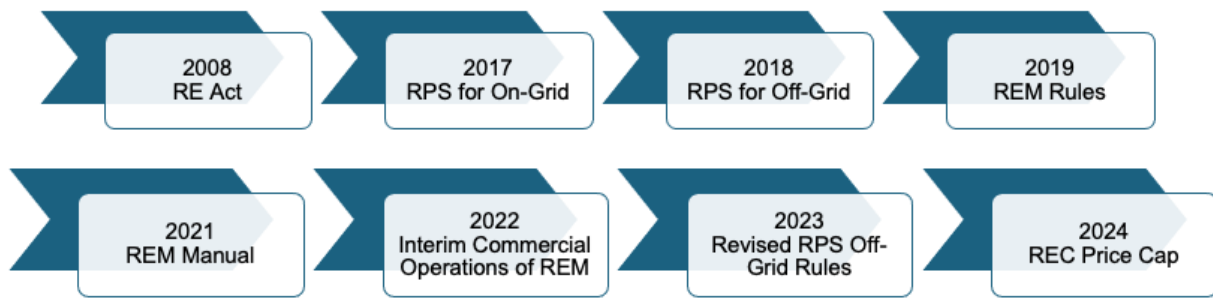 2008
RE Act
2017
RPS for On-Grid
2018
RPS for Off-Grid
2019
REM Rules
2021
REM Manual
2022
Interim Commercial
Operations of REM
2023
Revised RPS Off-
Grid Rules
2024
REC Price Cap